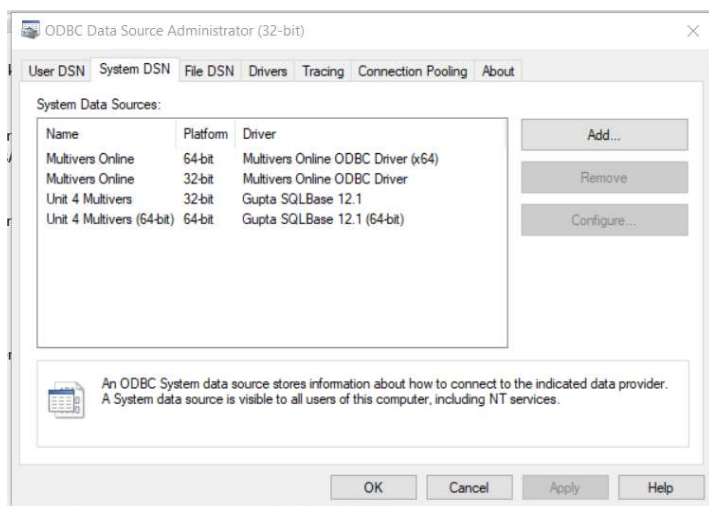 ODBC Data Source Administrator (32-bit)
User DSN System DSN File DSN Drivers Tracing Connection Pooling About
System Data Sources:
Name Platform Driver
Multivers Online 64-bit Multivers Online ODBC Driver (x64)
Multivers Online 32-bit Multivers Online ODBC Driver
Unit 4 Multivers 32-bit Gupta SQLBase 12.1
Unit 4 Multivers (64-bit) 64-bit Gupta SQLBase 12.1 (64-bit)
Add...
Remove
Configure...
An ODBC System data source stores information about how to connect to the indicated data provider.
A System data source is visible to all users of this computer, including NT services.
OK Cancel Apply Help